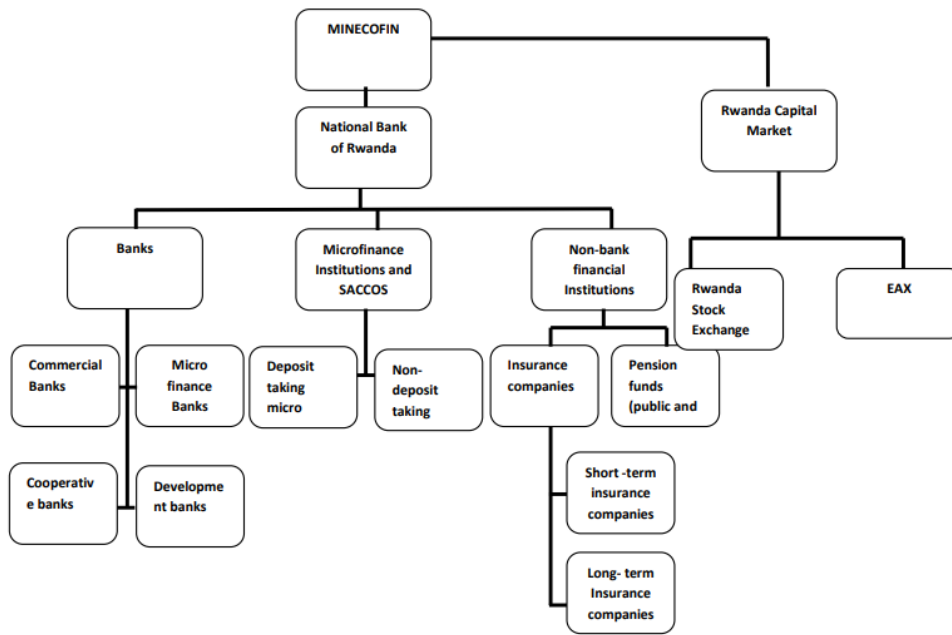 MINECOFIN
National Bank
of Rwanda
Rwanda Capital
Market
Banks
Microfinance
Institutions and
SACCOS
Non-bank
financial
Institutions
Rwanda
Stock
Exchange
EAX
Commercial
Banks
Micro
finance
Banks
Deposit
taking
micro
Non-
deposit
taking
Insurance
companies
Pension
funds
(public and
Cooperativ
e banks
Developme
nt banks
Short -term
insurance
companies
Long- term
Insurance
companies